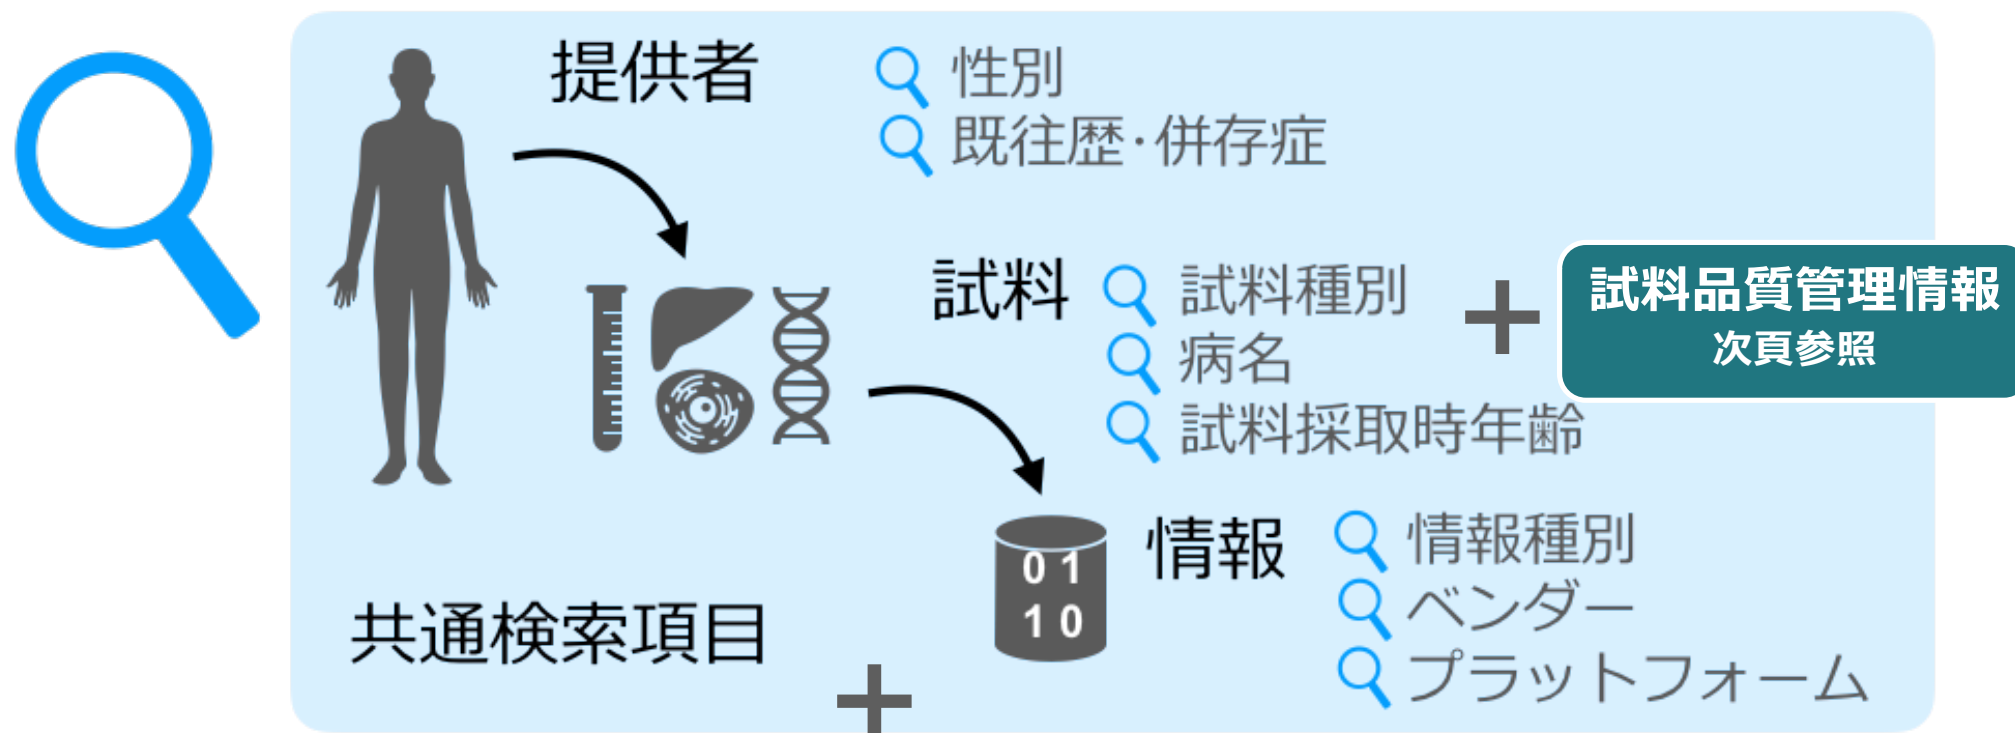 提供者
性別
既往歴･併存症
試料
試料種別
病名
試料採取時年齢
試料品質管理情報
次頁参照
情報
情報種別
ベンダー
プラットフォーム
0 1
1 0
共通検索項目